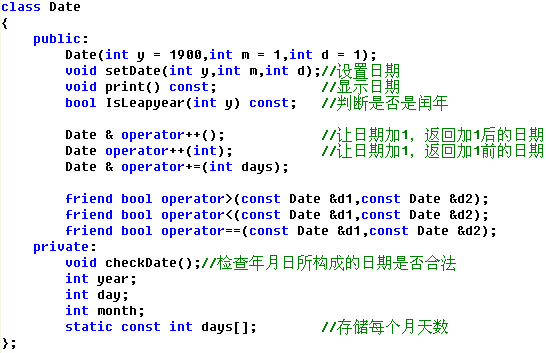 class Date
{
    public:
        Date(int y = 1900,int m = 1,int d = 1);
        void setDate(int y,int m,int d);//设置日期
        void print() const;             //显示日期
        bool IsLeapyear(int y) const;   //判断是否是闰年

        Date & operator++();            //让日期加1，返回加1后的日期
        Date operator++(int);           //让日期加1，返回加1前的日期
        Date & operator+=(int days);

        friend bool operator>(const Date &d1,const Date &d2);
        friend bool operator<(const Date &d1,const Date &d2);
        friend bool operator==(const Date &d1,const Date &d2);
    private:
        void checkDate();//检查年月日所构成的日期是否合法
        int year;
        int day;
        int month;
        static const int days[];        //存储每个月天数
};